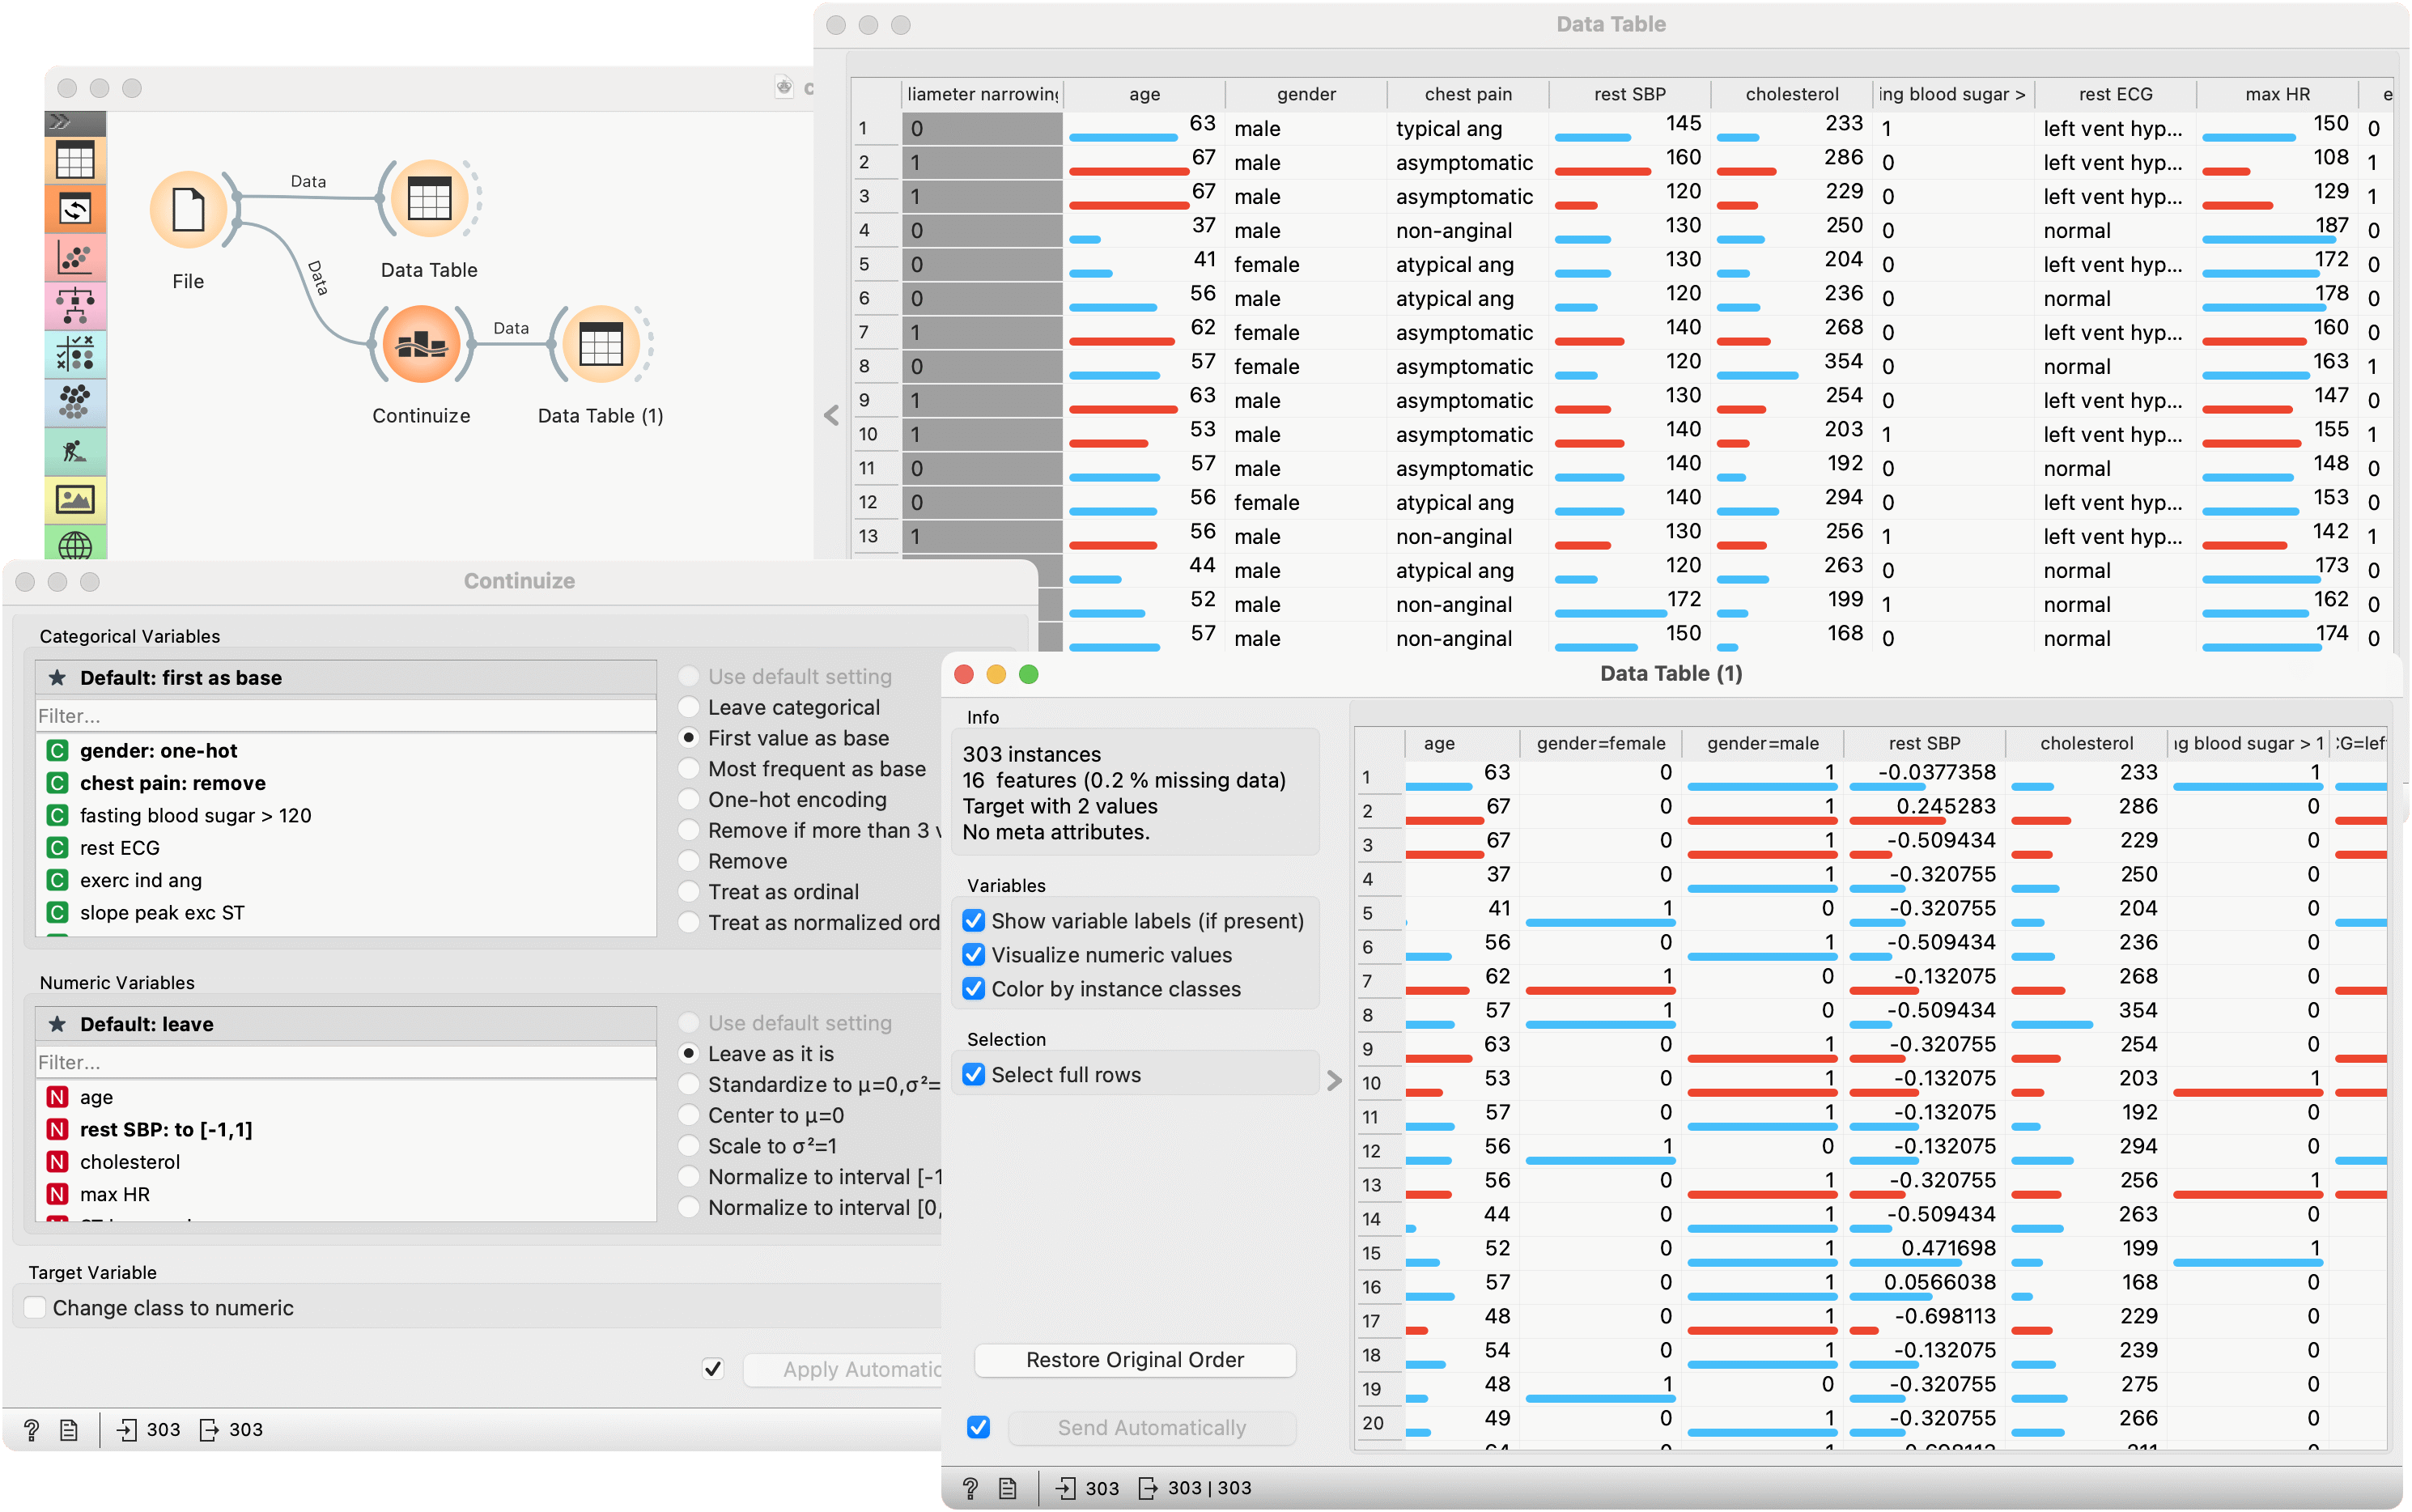 Data Table
liameter narrowing age gender chest pain rest SBP cholesterol ing blood sugar > rest ECG max HR e
1 0 63 male typical ang 145 233 1 left vent hyp... 150 0
2 1 67 male asymptomatic 160 286 0 left vent hyp... 108 1
3 1 67 male asymptomatic 120 229 0 left vent hyp... 129 1
4 0 37 male non-anginal 130 250 0 normal 187 0
5 0 41 female atypical ang 130 204 0 left vent hyp... 172 0
6 0 56 male atypical ang 120 236 0 normal 178 0
7 1 62 female asymptomatic 140 268 0 left vent hyp... 160 0
8 0 57 female asymptomatic 120 354 0 normal 163 1
9 1 63 male asymptomatic 130 254 0 left vent hyp... 147 0
10 1 53 male asymptomatic 140 203 1 left vent hyp... 155 1
11 0 57 male asymptomatic 140 192 0 normal 148 0
12 0 56 female atypical ang 140 294 0 left vent hyp... 153 0
13 1 56 male non-anginal 130 256 1 left vent hyp... 142 1
44 male atypical ang 120 263 0 normal 173 0
52 male non-anginal 172 199 1 normal 162 0
57 male non-anginal 150 168 0 normal 174 0
Data
Data
Data
File
Data Table
Continuize
Data Table (1)
Continuize
Categorical Variables
★ Default: first as base
Filter...
C gender: one-hot
C chest pain: remove
C fasting blood sugar > 120
C rest ECG
C exerc ind ang
C slope peak exc ST
Use default setting
Leave categorical
First value as base
Most frequent as base
One-hot encoding
Remove if more than 3 v
Remove
Treat as ordinal
Treat as normalized ord
Numeric Variables
★ Default: leave
Filter...
N age
N rest SBP: to [-1,1]
N cholesterol
N max HR
Use default setting
Leave as it is
Standardize to μ=0,σ²=
Center to μ=0
Scale to σ²=1
Normalize to interval [-1
Normalize to interval [0,
Target Variable
Change class to numeric
Apply Automatic
? 303 303
Data Table (1)
Info
303 instances
16 features (0.2 % missing data)
Target with 2 values
No meta attributes.
Variables
Show variable labels (if present)
Visualize numeric values
Color by instance classes
Selection
Select full rows
Restore Original Order
Send Automatically
age gender=female gender=male rest SBP cholesterol ıg blood sugar > 1 :G=lef
1 63 0 1 -0.0377358 233 1
2 67 0 1 0.245283 286 0
3 67 0 1 -0.509434 229 0
4 37 0 1 -0.320755 250 0
5 41 1 0 -0.320755 204 0
6 56 0 1 -0.509434 236 0
7 62 1 0 -0.132075 268 0
8 57 1 0 -0.509434 354 0
9 63 0 1 -0.320755 254 0
10 53 0 1 -0.132075 203 1
11 57 0 1 -0.132075 192 0
12 56 1 0 -0.132075 294 0
13 56 0 1 -0.320755 256 1
14 44 0 1 -0.509434 263 0
15 52 0 1 0.471698 199 1
16 57 0 1 0.0566038 168 0
17 48 0 1 -0.698113 229 0
18 54 0 1 -0.132075 239 0
19 48 1 0 -0.320755 275 0
20 49 0 1 -0.320755 266 0
? 303 303 | 303